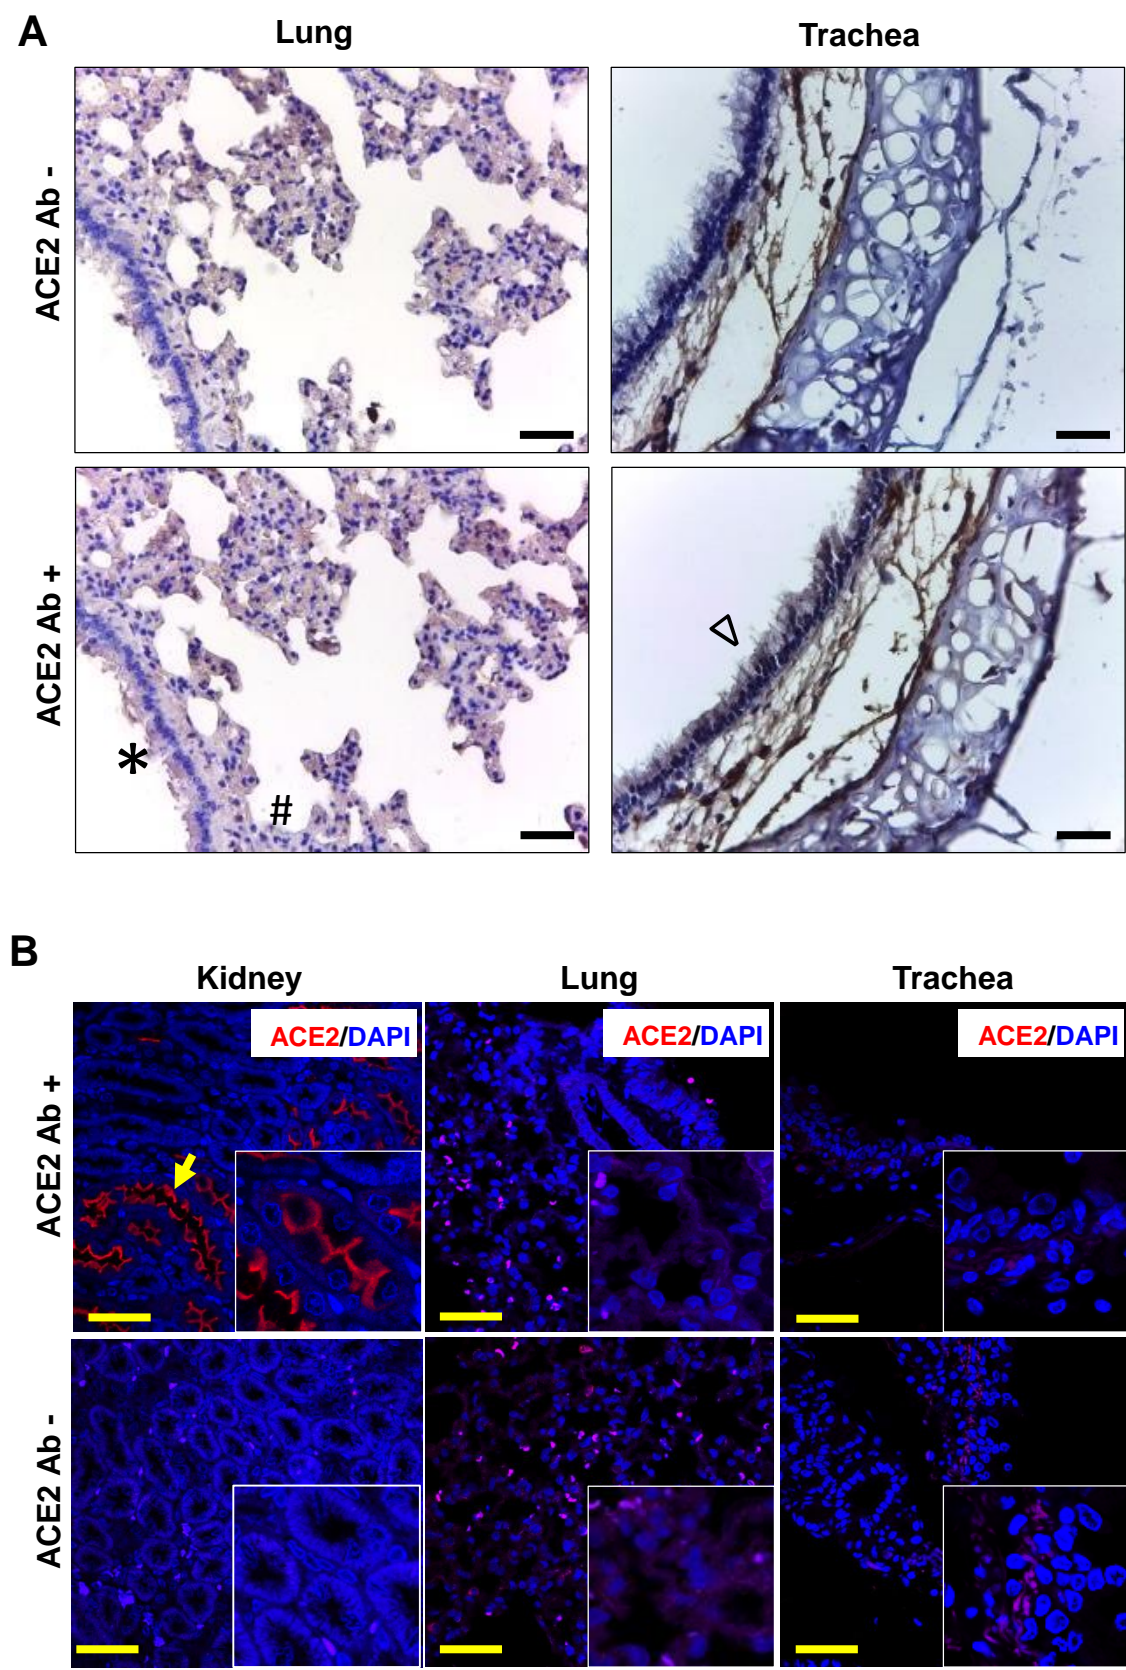 A
Lung
Trachea
ACE2 Ab -
ACE2 Ab +
*
#
B
Kidney
Lung
Trachea
ACE2 Ab +
ACE2/DAPI
ACE2/DAPI
ACE2/DAPI
ACE2 Ab -